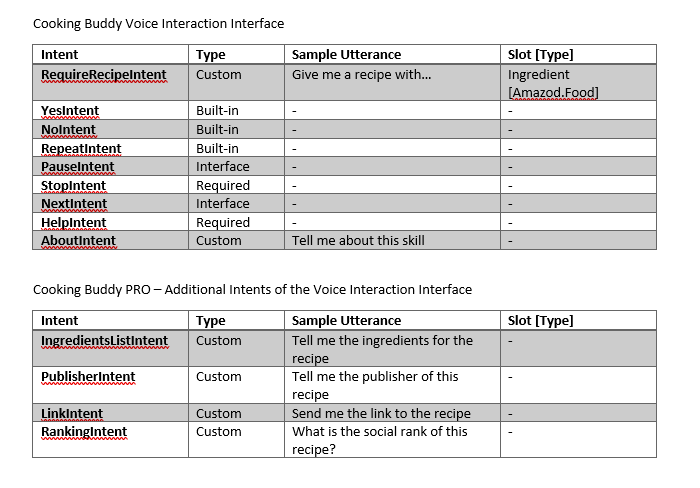 Cooking Buddy Voice Interaction Interface
Intent Type Sample Utterance Slot [Type]
RequireRecipeIntent Custom Give me a recipe with... Ingredient
[Amazod.Food]
YesIntent Built-in - -
NoIntent Built-in - -
RepeatIntent Built-in - -
PauseIntent Interface - -
StopIntent Required - -
NextIntent Interface - -
HelpIntent Required - -
AboutIntent Custom Tell me about this skill -
Cooking Buddy PRO – Additional Intents of the Voice Interaction Interface
Intent Type Sample Utterance Slot [Type]
IngredientsListIntent Custom Tell me the ingredients for the -
recipe
PublisherIntent Custom Tell me the publisher of this -
recipe
LinkIntent Custom Send me the link to the recipe -
RankingIntent Custom What is the social rank of this -
recipe?